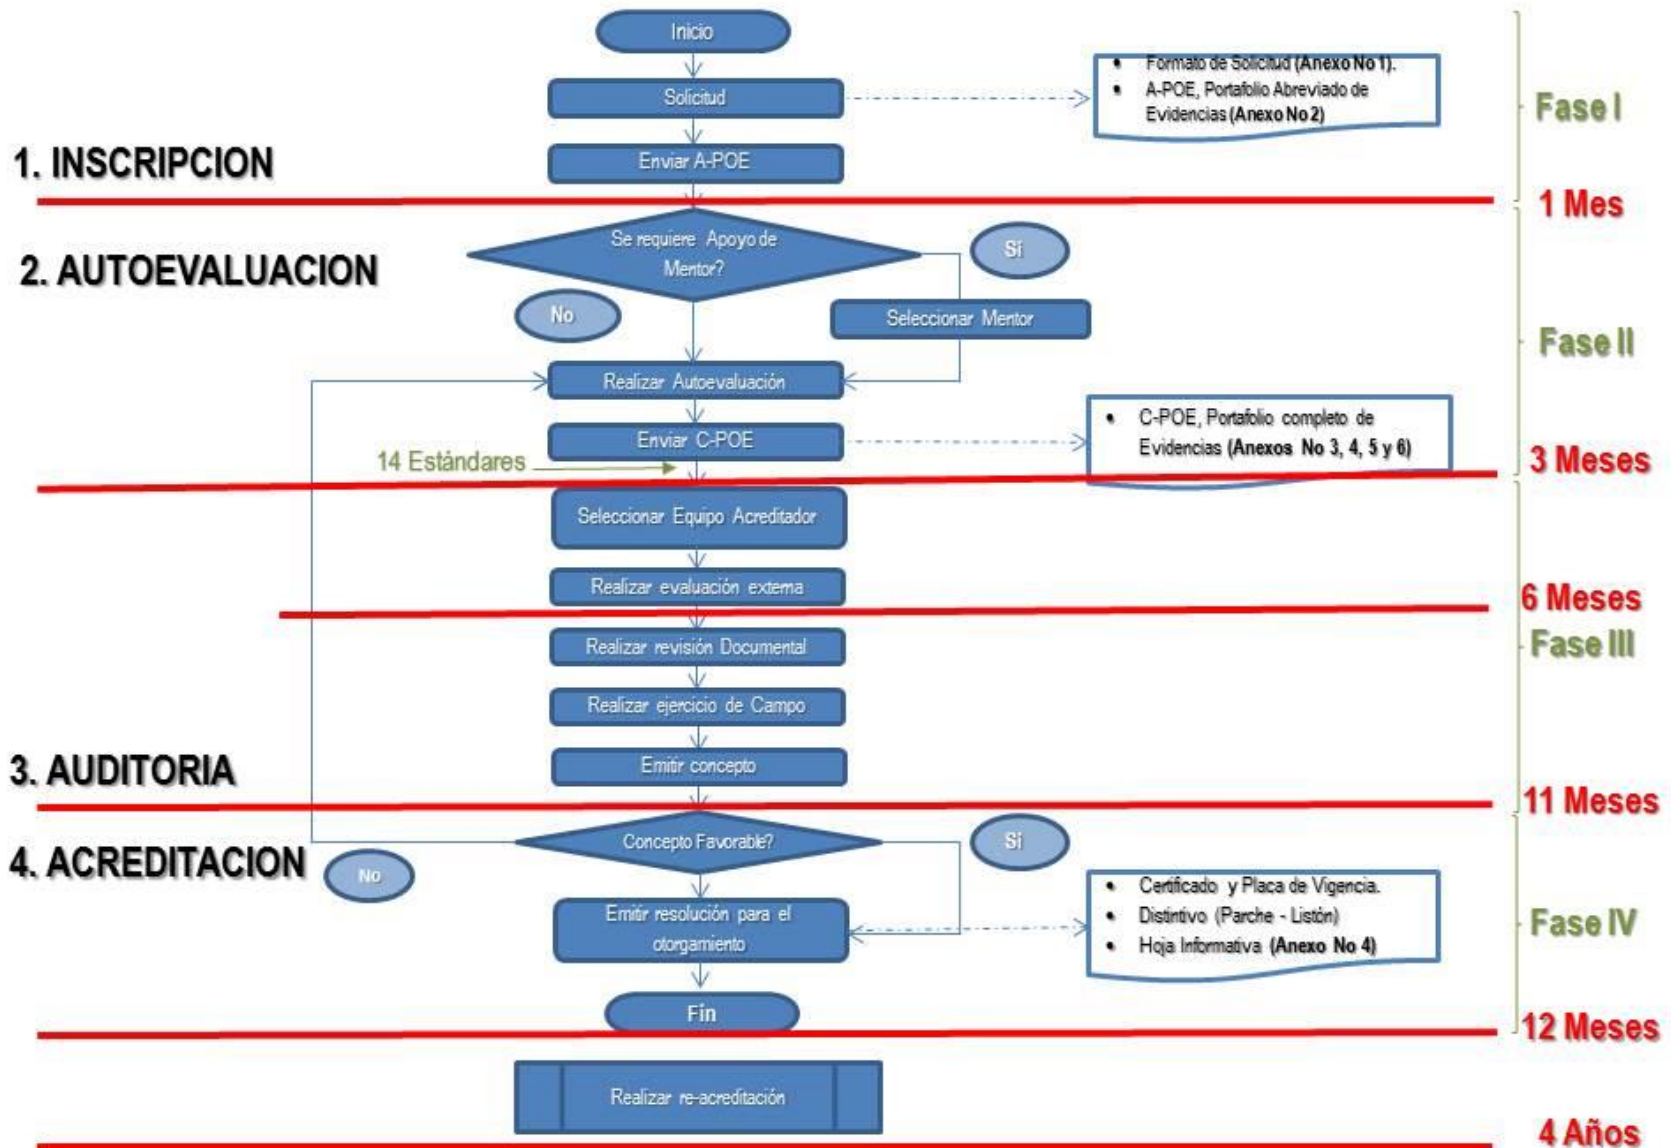 Inicio
Solicitud
• Formato de Solicitud (Anexo No 1).
• A-POE, Portafolio Abreviado de
Evidencias (Anexo No 2)
Fase I
Enviar A-POE
1. INSCRIPCION
1 Mes
Se requiere Apoyo de
Mentor?
Si
2. AUTOEVALUACION
No
Seleccionar Mentor
Fase II
Realizar Autoevaluación
Enviar C-POE
• C-POE, Portafolio completo de
Evidencias (Anexos No 3, 4, 5 y 6)
14 Estándares
3 Meses
Seleccionar Equipo Acreditador
Realizar evaluación externa
6 Meses
Realizar revisión Documental
Fase III
Realizar ejercicio de Campo
Emitir concepto
3. AUDITORIA
11 Meses
Concepto Favorable?
Si
4. ACREDITACION
No
• Certificado y Placa de Vigencia.
• Distintivo (Parche - Listón)
• Hoja Informativa (Anexo No 4)
Emitir resolución para el
otorgamiento
Fase IV
Fin
12 Meses
Realizar re-acreditación
4 Años